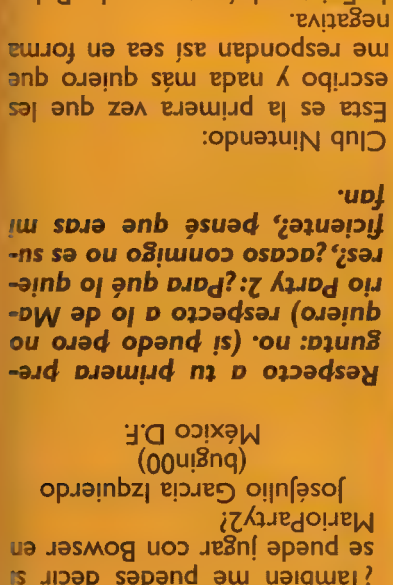 ¿También me puedes decir si
se puede jugar con Bowser en
MarioParty2?
JoséJulio García Izquierdo
(bugin00)
México D.F.
Respecto a tu primera pre-
gunta: no. (si puedo pero no
quiero) respecto a lo de Ma-
rio Party 2: ¿Para qué lo quie-
res?, ¿acaso conmigo no es su-
ficiente?, pensé que eras mi
fan.
Club Nintendo:
Esta es la primera vez que les
escribo y nada más quiero que
me respondan así sea en forma
negativa.